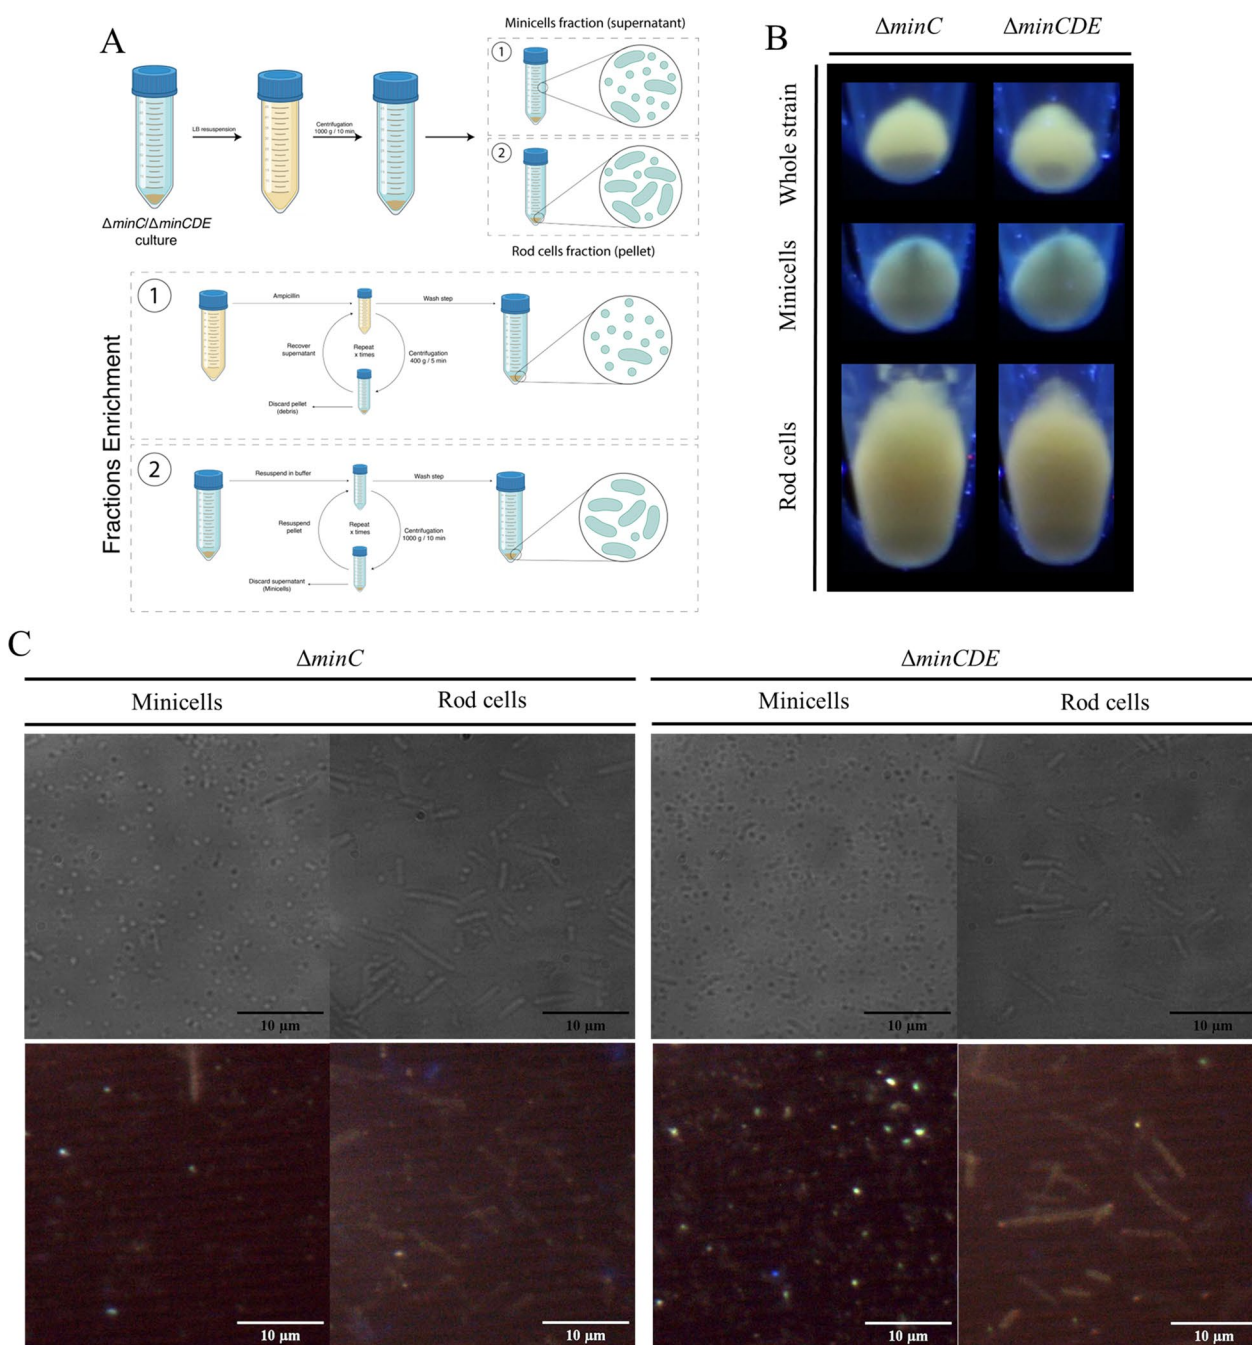 A
Minicells fraction (supernatant)
1
LB resuspension
Centrifugation
1000 g / 10 min
2
ΔminC/ΔminCDE
culture
Rod cells fraction (pellet)
Fractions Enrichment
1
Ampicillin
Wash step
Recover
supernatant
Repeat
x times
Centrifugation
400 g / 5 min
Discard pellet
(debris)
2
Resuspend in buffer
Wash step
Resuspend
pellet
Repeat
x times
Centrifugation
1000 g / 10 min
Discard supernatant
(Minicells)
B
ΔminC
ΔminCDE
Whole strain
Minicells
Rod cells
C
ΔminC
ΔminCDE
Minicells
Rod cells
Minicells
Rod cells
10 µm
10 µm
10 µm
10 µm
10 µm
10 µm
10 µm
10 µm